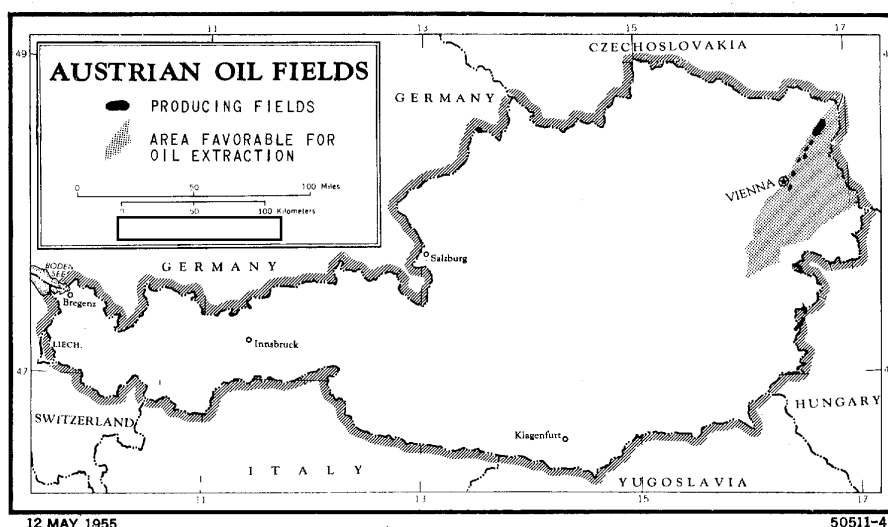 11
13
15
17
49
CZECHOSLOVAKIA
AUSTRIAN OIL FIELDS
PRODUCING FIELDS
AREA FAVORABLE FOR
OIL EXTRACTION
0 50 100 Miles
0 50 100 Kilometers
GERMANY
VIENNA
Salzburg
GERMANY
BODEN
SEE
Bregenz
LIECH.
Innsbruck
47
SWITZERLAND
HUNGARY
Klagenfurt
ITALY
YUGOSLAVIA
11
13
15
17
12 MAY 1955
50511-4